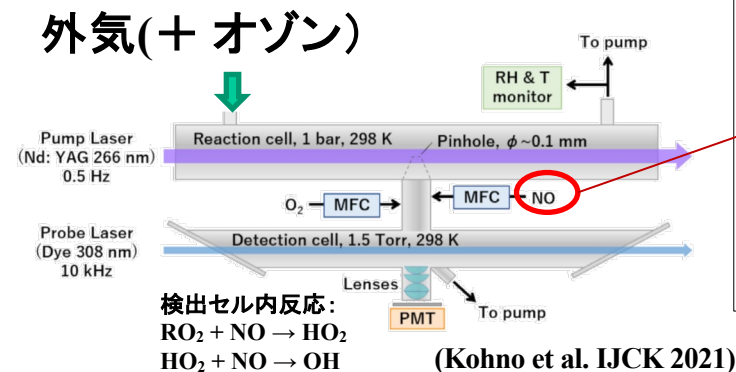 外気(＋ オゾン）
To pump
RH & T
monitor
Pump Laser
(Nd: YAG 266 nm)
0.5 Hz
Reaction cell, 1 bar, 298 K
Pinhole, ϕ~0.1 mm
O₂
MFC
MFC
NO
Probe Laser
(Dye 308 nm)
10 kHz
Detection cell, 1.5 Torr, 298 K
Lenses
PMT
To pump
検出セル内反応：
RO₂ + NO → HO₂
HO₂ + NO → OH
(Kohno et al. IJCK 2021)